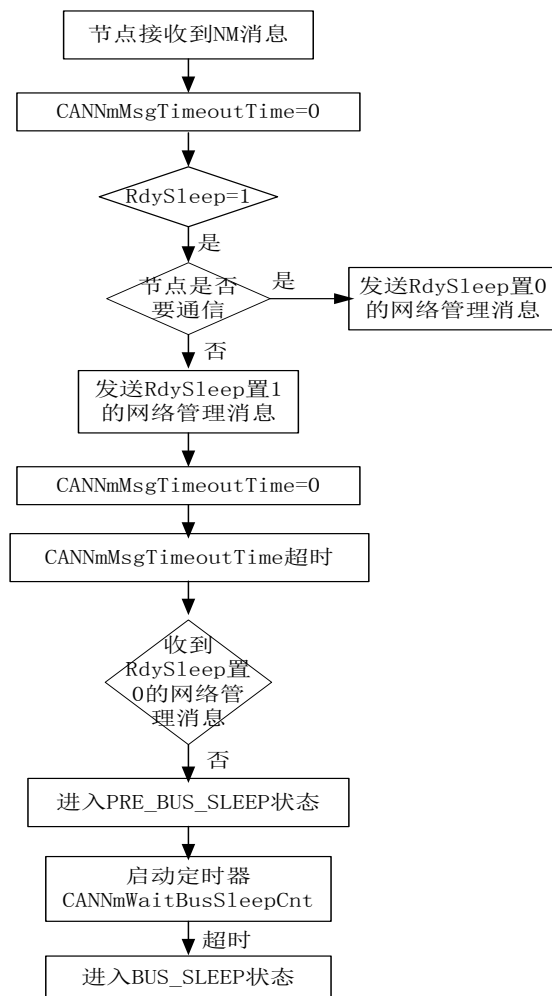 节点接收到NM消息
CANNmMsgTimeoutTime=0
RdySleep=1
是
节点是否
要通信
是
发送RdySleep置0
的网络管理消息
否
发送RdySleep置1
的网络管理消息
CANNmMsgTimeoutTime=0
CANNmMsgTimeoutTime超时
收到
RdySleep置
0的网络管
理消息
否
进入PRE_BUS_SLEEP状态
启动定时器
CANNmWaitBusSleepCnt
超时
进入BUS_SLEEP状态